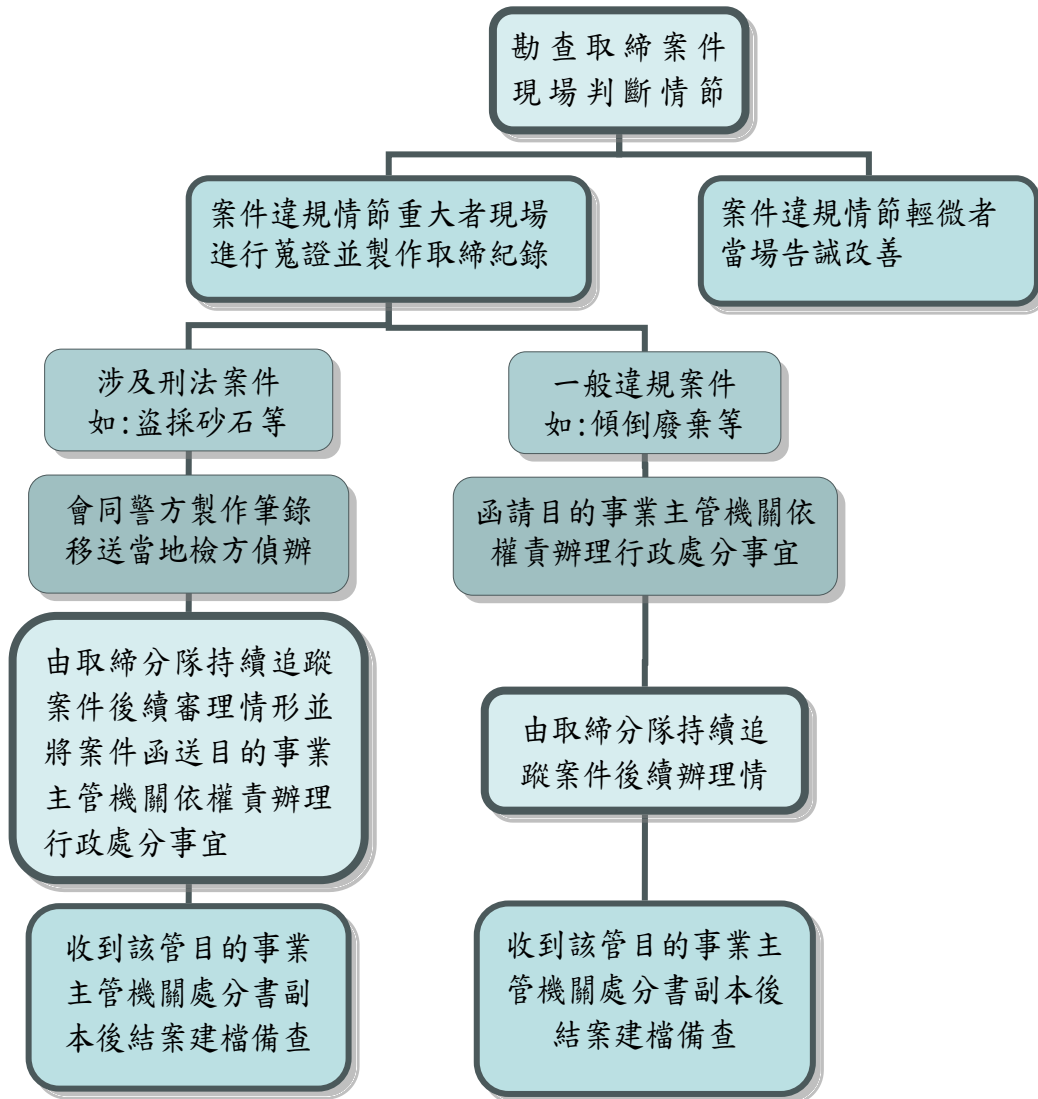 勘查取締案件
現場判斷情節
案件違規情節重大者現場
進行蒐證並製作取締紀錄
案件違規情節輕微者
當場告誡改善
涉及刑法案件
如:盜採砂石等
一般違規案件
如:傾倒廢棄等
會同警方製作筆錄
移送當地檢方偵辦
函請目的事業主管機關依
權責辦理行政處分事宜
由取締分隊持續追蹤
案件後續審理情形並
將案件函送目的事業
主管機關依權責辦理
行政處分事宜
由取締分隊持續追
蹤案件後續辦理情
收到該管目的事業
主管機關處分書副
本後結案建檔備查
收到該管目的事業主
管機關處分書副本後
結案建檔備查